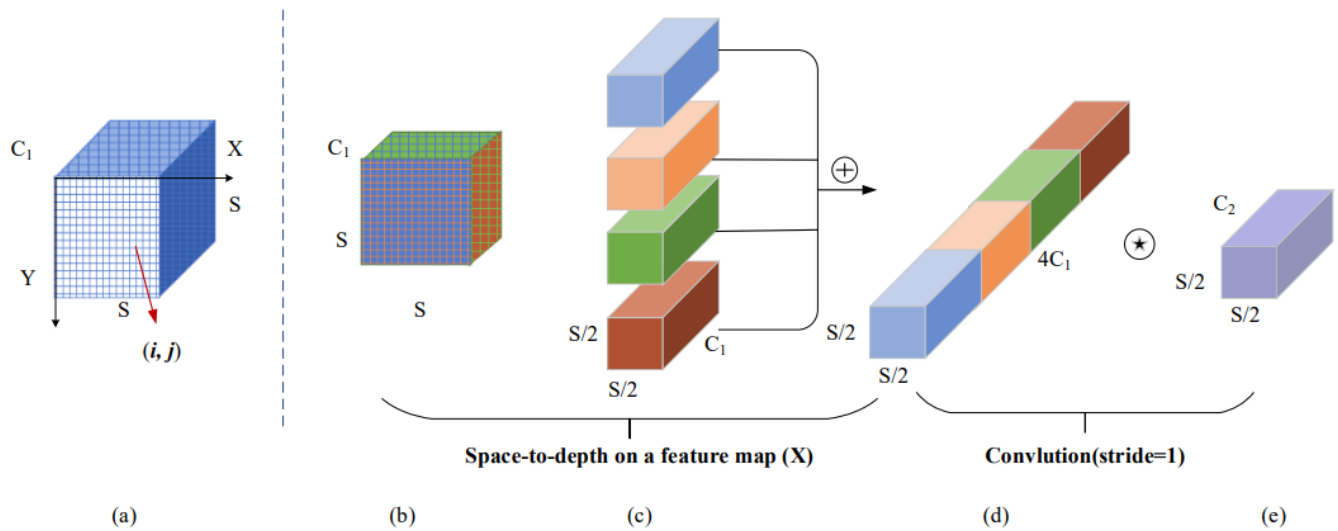 C₁
X
S
Y
S
(i, j)
C₁
S
S
S/2
S/2
C₁
+
4C₁
S/2
S/2
★
C₂
S/2
S/2
Space-to-depth on a feature map (X)
Convlution(stride=1)
(a)
(b)
(c)
(d)
(e)